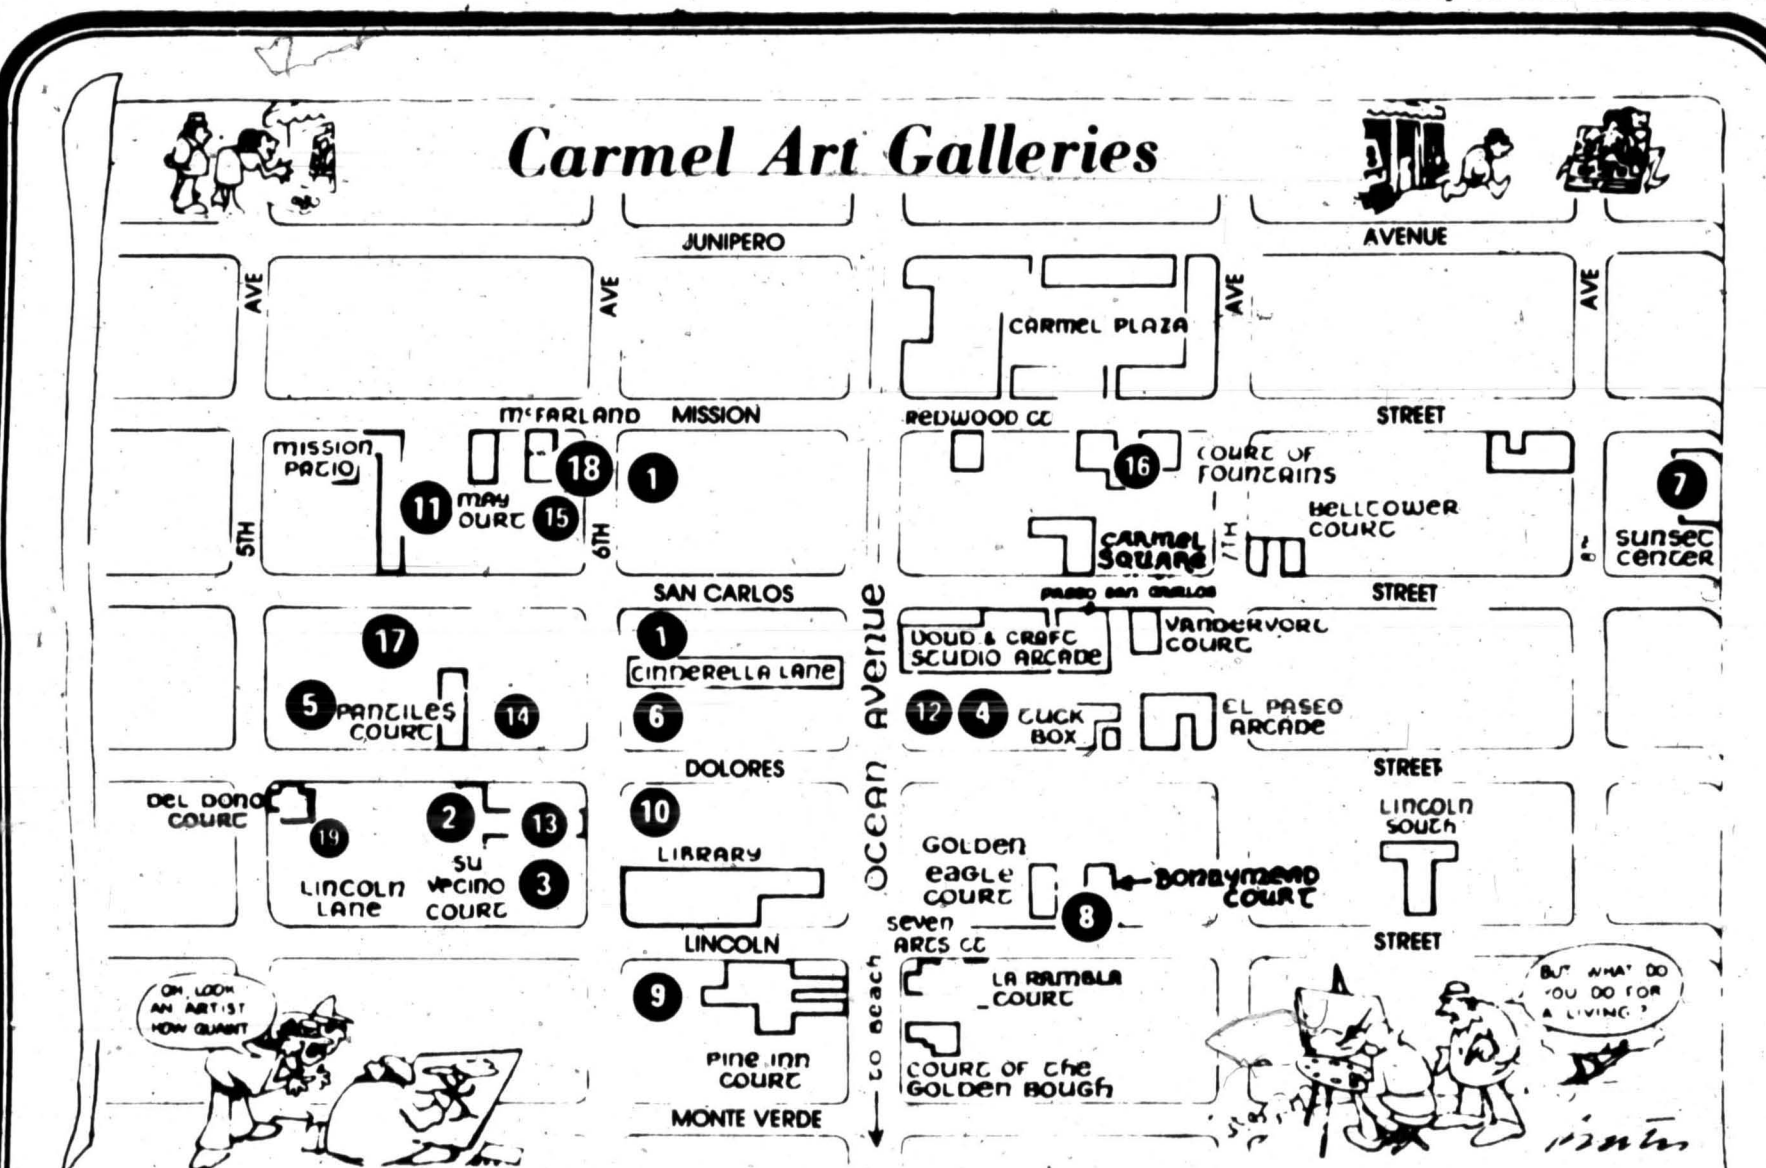 Carmel Art Galleries
JUNIPERO
AVENUE
AVE
AVE
AVE
AVE
CARMEL PLAZA
McFARLAND
MISSION
REDWOOD CT
STREET
MISSION
PATIO
18
1
16
COURT OF
FOUNTAINS
7
11
MAY
OURT
15
BELLTOWER
COURT
5TH
6TH
CARMEL
SQUARE
7TH
8
SUNSET
CENTER
SAN CARLOS
PASEO SAN CARLOS
STREET
17
1
DOUD & CRAFT
STUDIO ARCADE
VANDERVORT
COURT
CINDERELLA LANE
5
PANTILES
COURT
14
6
12
4
TUCK
BOX
EL PASEO
ARCADE
OCEAN AVENUE
DOLORES
STREET
DEL DONO
COURT
19
2
13
10
LINCOLN
SOUTH
LIBRARY
GOLDEN
EAGLE
COURT
LINCOLN
LANE
SU
VECINO
COURT
3
8
LINCOLN
SEVEN
ARTS CT
STREET
9
LA RAMBLA
COURT
PINE INN
COURT
TO BEACH
COURT OF THE
GOLDEN BOUGH
MONTE VERDE
OH, LOOK
AN ARTIST
HOW QUAINT
BUT WHAT DO
YOU DO FOR
A LIVING?